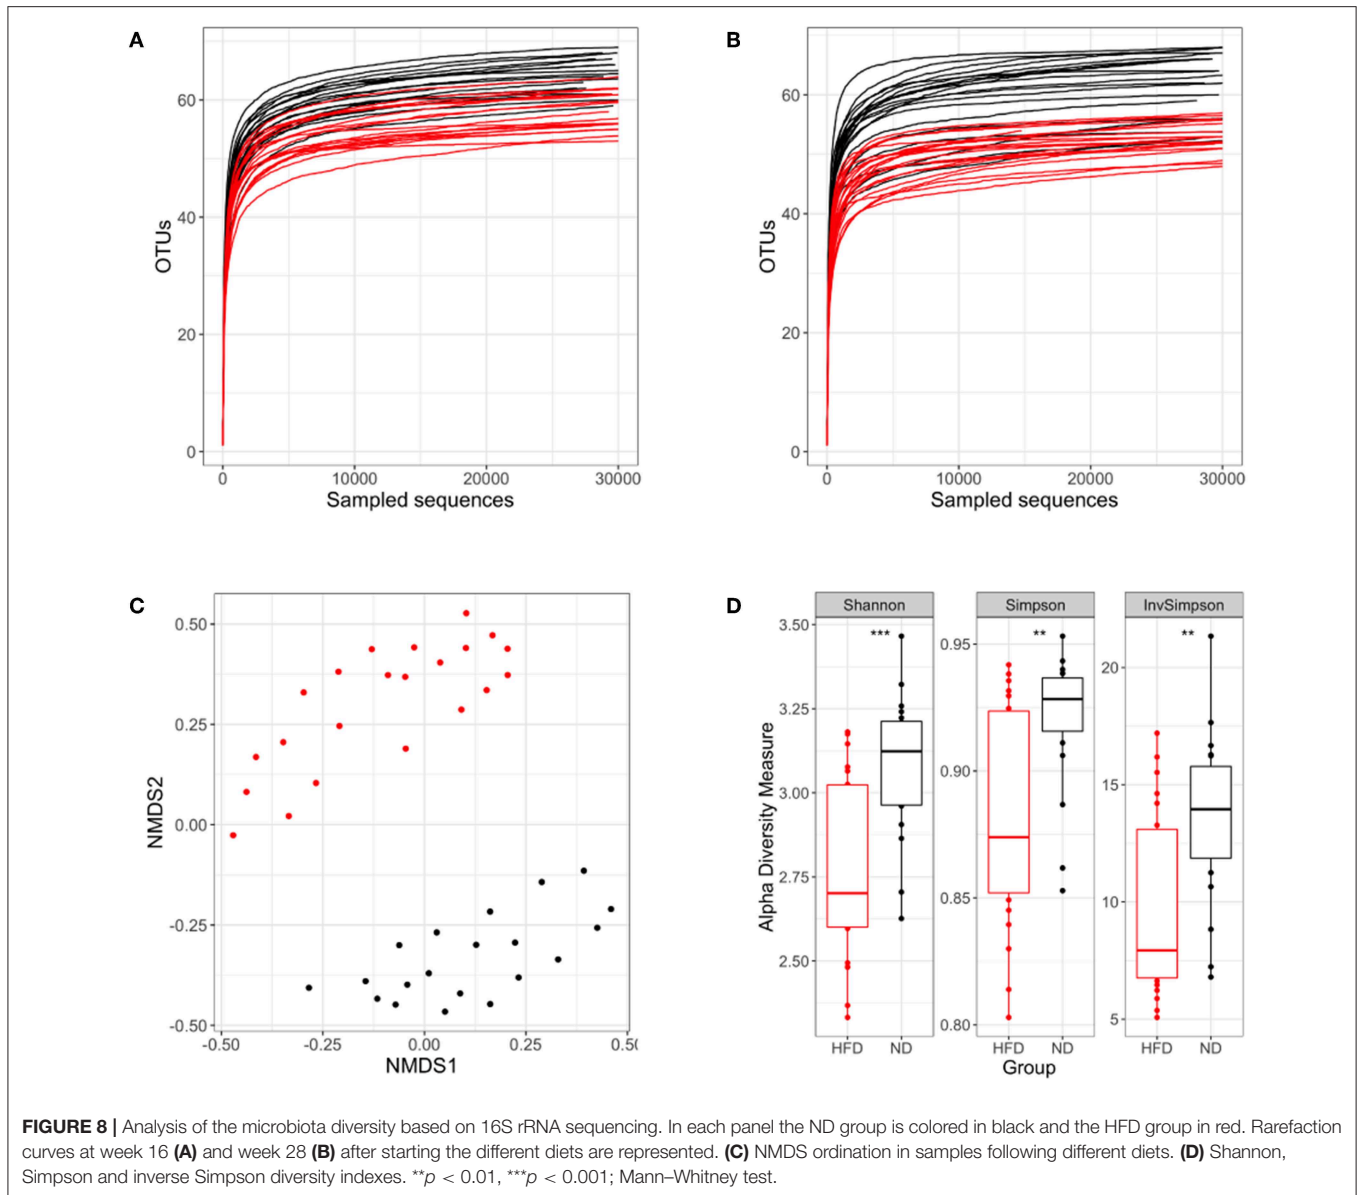 A
60
40
20
0
OTUs
0 10000 20000 30000
Sampled sequences
B
60
40
20
0
OTUs
0 10000 20000 30000
Sampled sequences
C
0.50
0.25
0.00
-0.25
-0.50
NMDS2
-0.50 -0.25 0.00 0.25 0.50
NMDS1
D
Shannon Simpson InvSimpson
*** ** **
Alpha Diversity Measure
3.50
3.25
3.00
2.75
2.50
0.95
0.90
0.85
0.80
20
15
10
5
HFD ND HFD ND HFD ND
Group
FIGURE 8 | Analysis of the microbiota diversity based on 16S rRNA sequencing. In each panel the ND group is colored in black and the HFD group in red. Rarefaction
curves at week 16 (A) and week 28 (B) after starting the different diets are represented. (C) NMDS ordination in samples following different diets. (D) Shannon,
Simpson and inverse Simpson diversity indexes. **p < 0.01, ***p < 0.001; Mann–Whitney test.